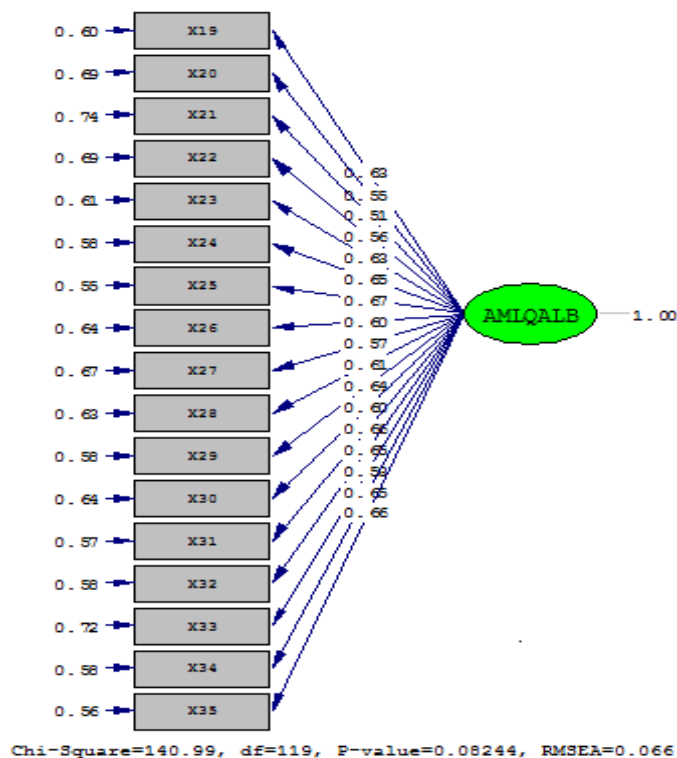 0.60 X19
0.69 X20
0.74 X21
0.69 X22
0.61 X23
0.58 X24
0.55 X25
0.64 X26
0.67 X27
0.63 X28
0.58 X29
0.64 X30
0.57 X31
0.58 X32
0.72 X33
0.58 X34
0.56 X35
0.63
0.55
0.51
0.56
0.63
0.65
0.67
0.60
0.57
0.61
0.64
0.60
0.66
0.65
0.53
0.65
0.66
AMLQALB
1.00
Chi-Square=140.99, df=119, P-value=0.08244, RMSEA=0.066